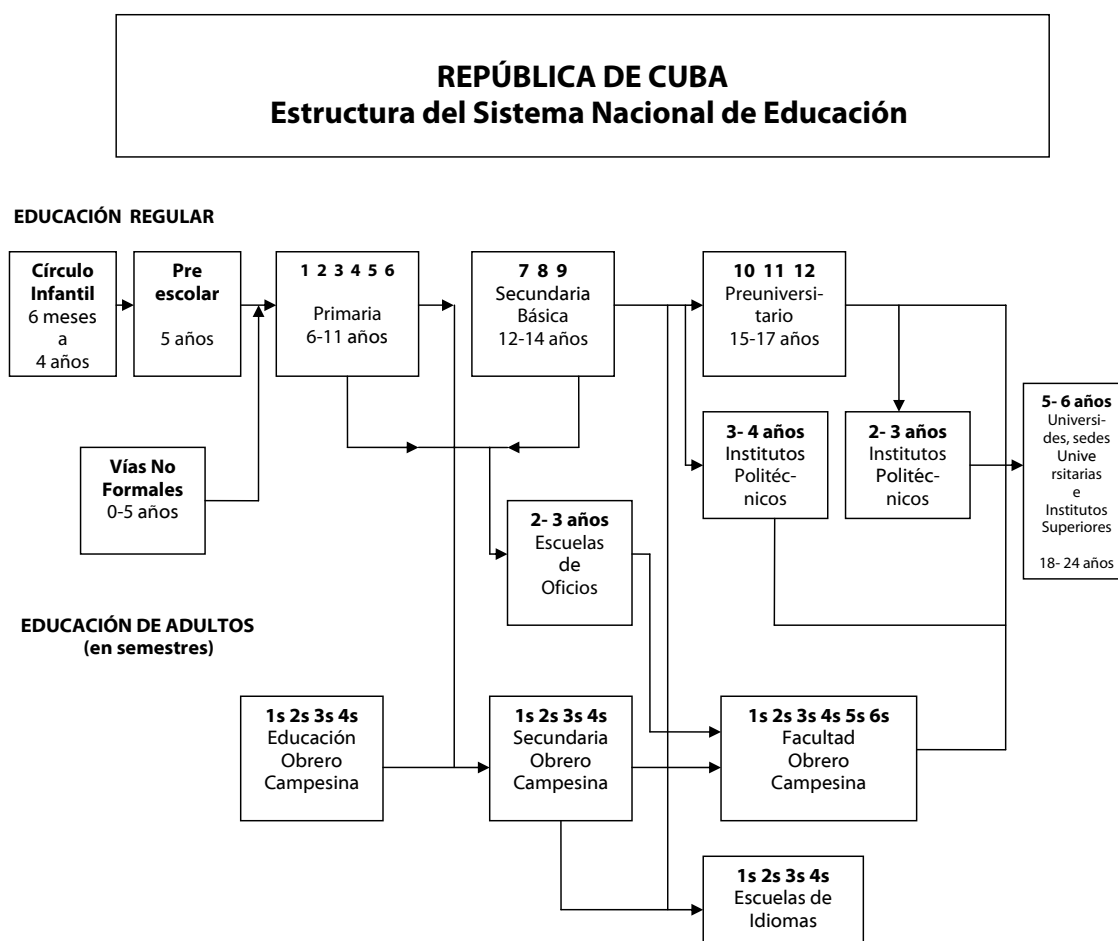 REPÚBLICA DE CUBA
Estructura del Sistema Nacional de Educación
EDUCACIÓN REGULAR
Círculo
Infantil
6 meses
a
4 años
Pre
escolar
5 años
1 2 3 4 5 6
Primaria
6-11 años
7 8 9
Secundaria
Básica
12-14 años
10 11 12
Preuniversi-
tario
15-17 años
Vías No
Formales
0-5 años
2- 3 años
Escuelas
de
Oficios
3- 4 años
Institutos
Politéc-
nicos
2- 3 años
Institutos
Politéc-
nicos
5- 6 años
Universi-
des, sedes
Unive
rsitarias
e
Institutos
Superiores
18- 24 años
EDUCACIÓN DE ADULTOS
(en semestres)
1s 2s 3s 4s
Educación
Obrero
Campesina
1s 2s 3s 4s
Secundaria
Obrero
Campesina
1s 2s 3s 4s 5s 6s
Facultad
Obrero
Campesina
1s 2s 3s 4s
Escuelas de
Idiomas